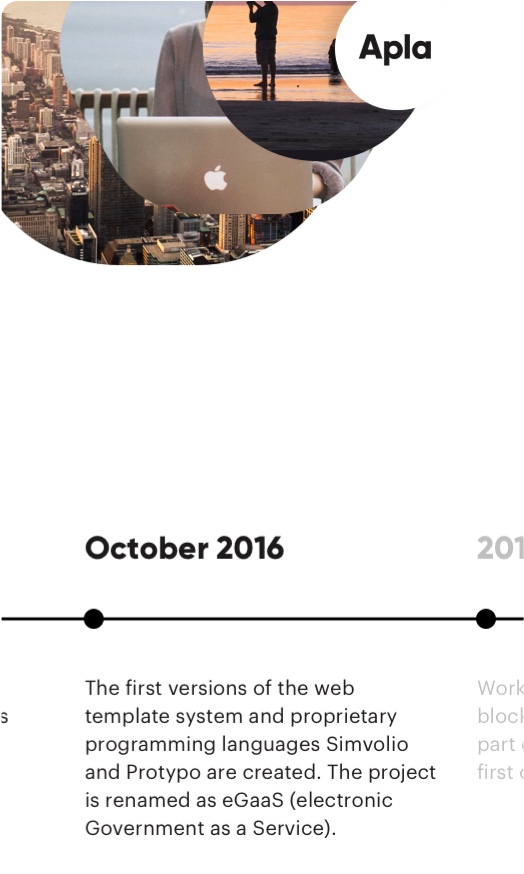 Apla
October 2016
201
The first versions of the web
template system and proprietary
programming languages Simvolio
and Protypo are created. The project
is renamed as eGaaS (electronic
Government as a Service).
s
Work
block
part
first